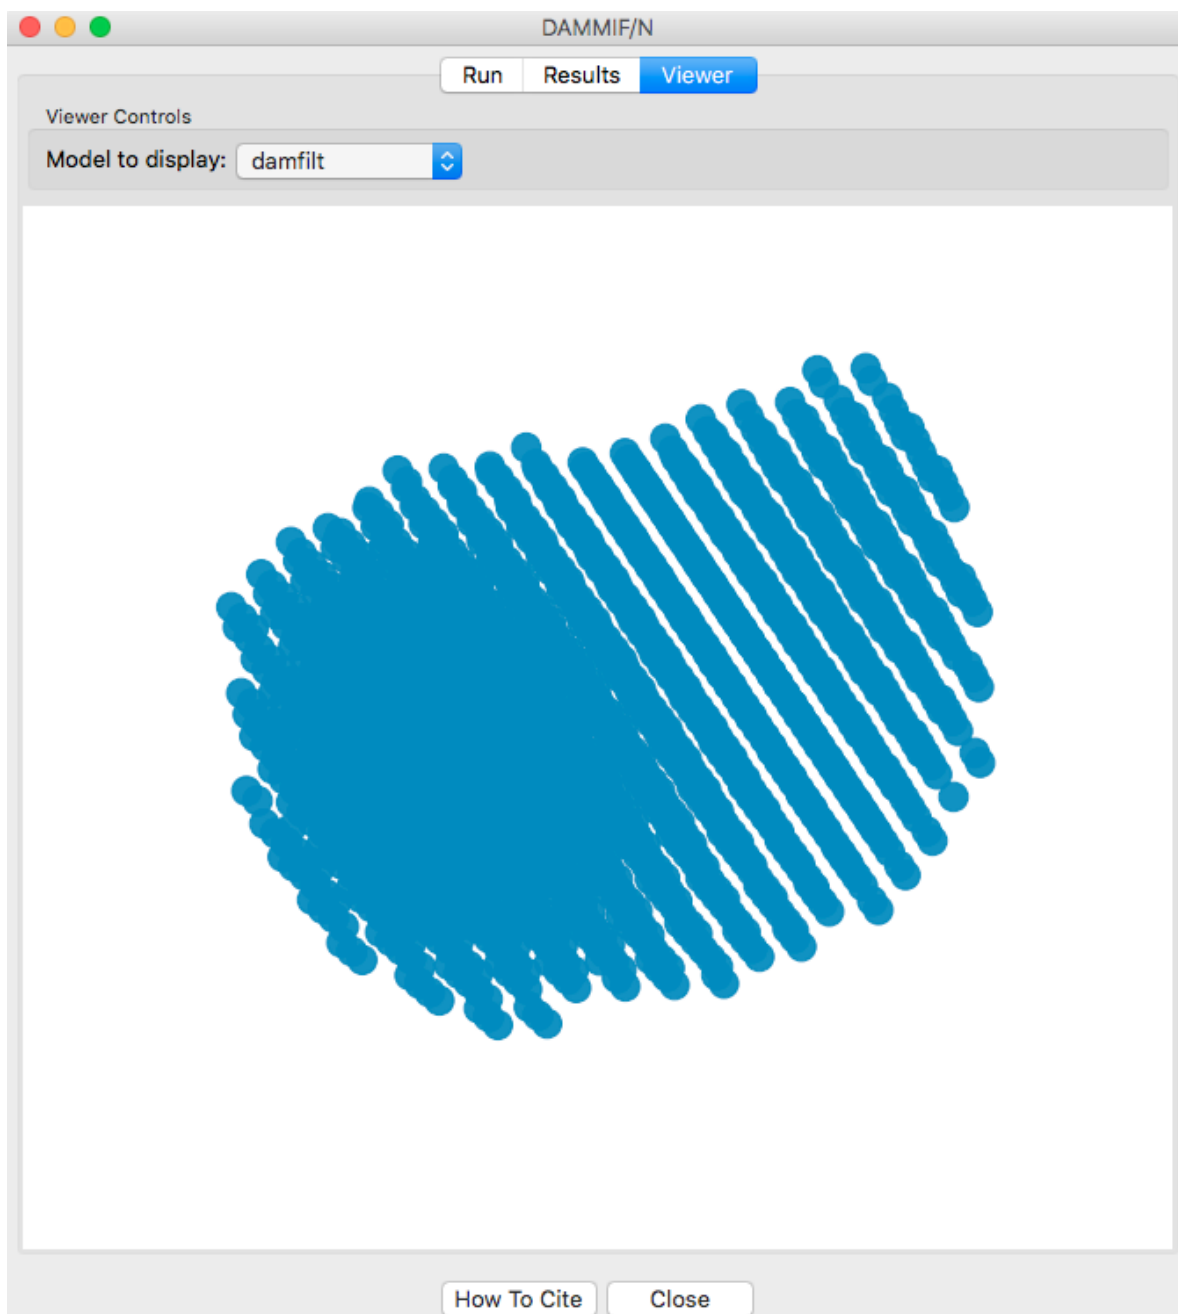 DAMMIF/N
Run Results Viewer
Viewer Controls
Model to display: damfilt
How To Cite Close